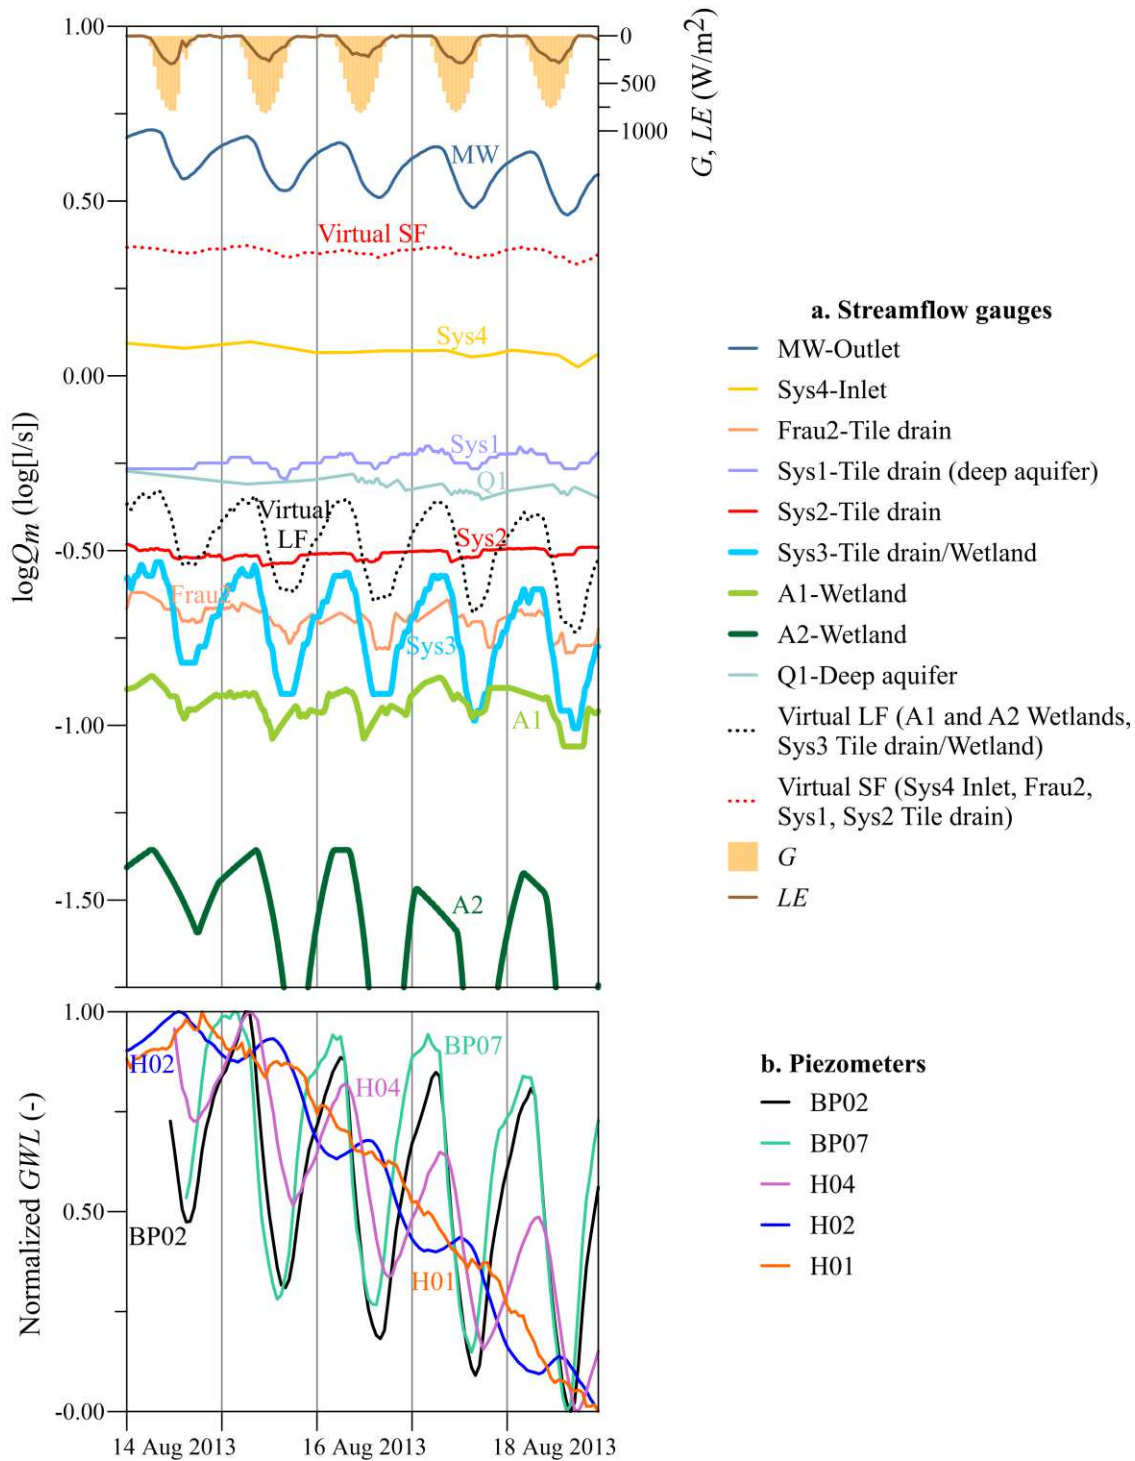 1.00
0.50
0.00
-0.50
-1.00
-1.50
logQm (log[l/s])
0
500
1000
G, LE (W/m2)
MW
Virtual SF
Sys4
Sys1
Q1
Virtual
LF
Sys2
Frau2
Sys3
A1
A2
a. Streamflow gauges
MW-Outlet
Sys4-Inlet
Frau2-Tile drain
Sys1-Tile drain (deep aquifer)
Sys2-Tile drain
Sys3-Tile drain/Wetland
A1-Wetland
A2-Wetland
Q1-Deep aquifer
Virtual LF (A1 and A2 Wetlands,
Sys3 Tile drain/Wetland)
Virtual SF (Sys4 Inlet, Frau2,
Sys1, Sys2 Tile drain)
G
LE
1.00
0.50
-0.00
Normalized GWL (-)
H02
BP07
H04
BP02
H01
14 Aug 2013
16 Aug 2013
18 Aug 2013
b. Piezometers
BP02
BP07
H04
H02
H01